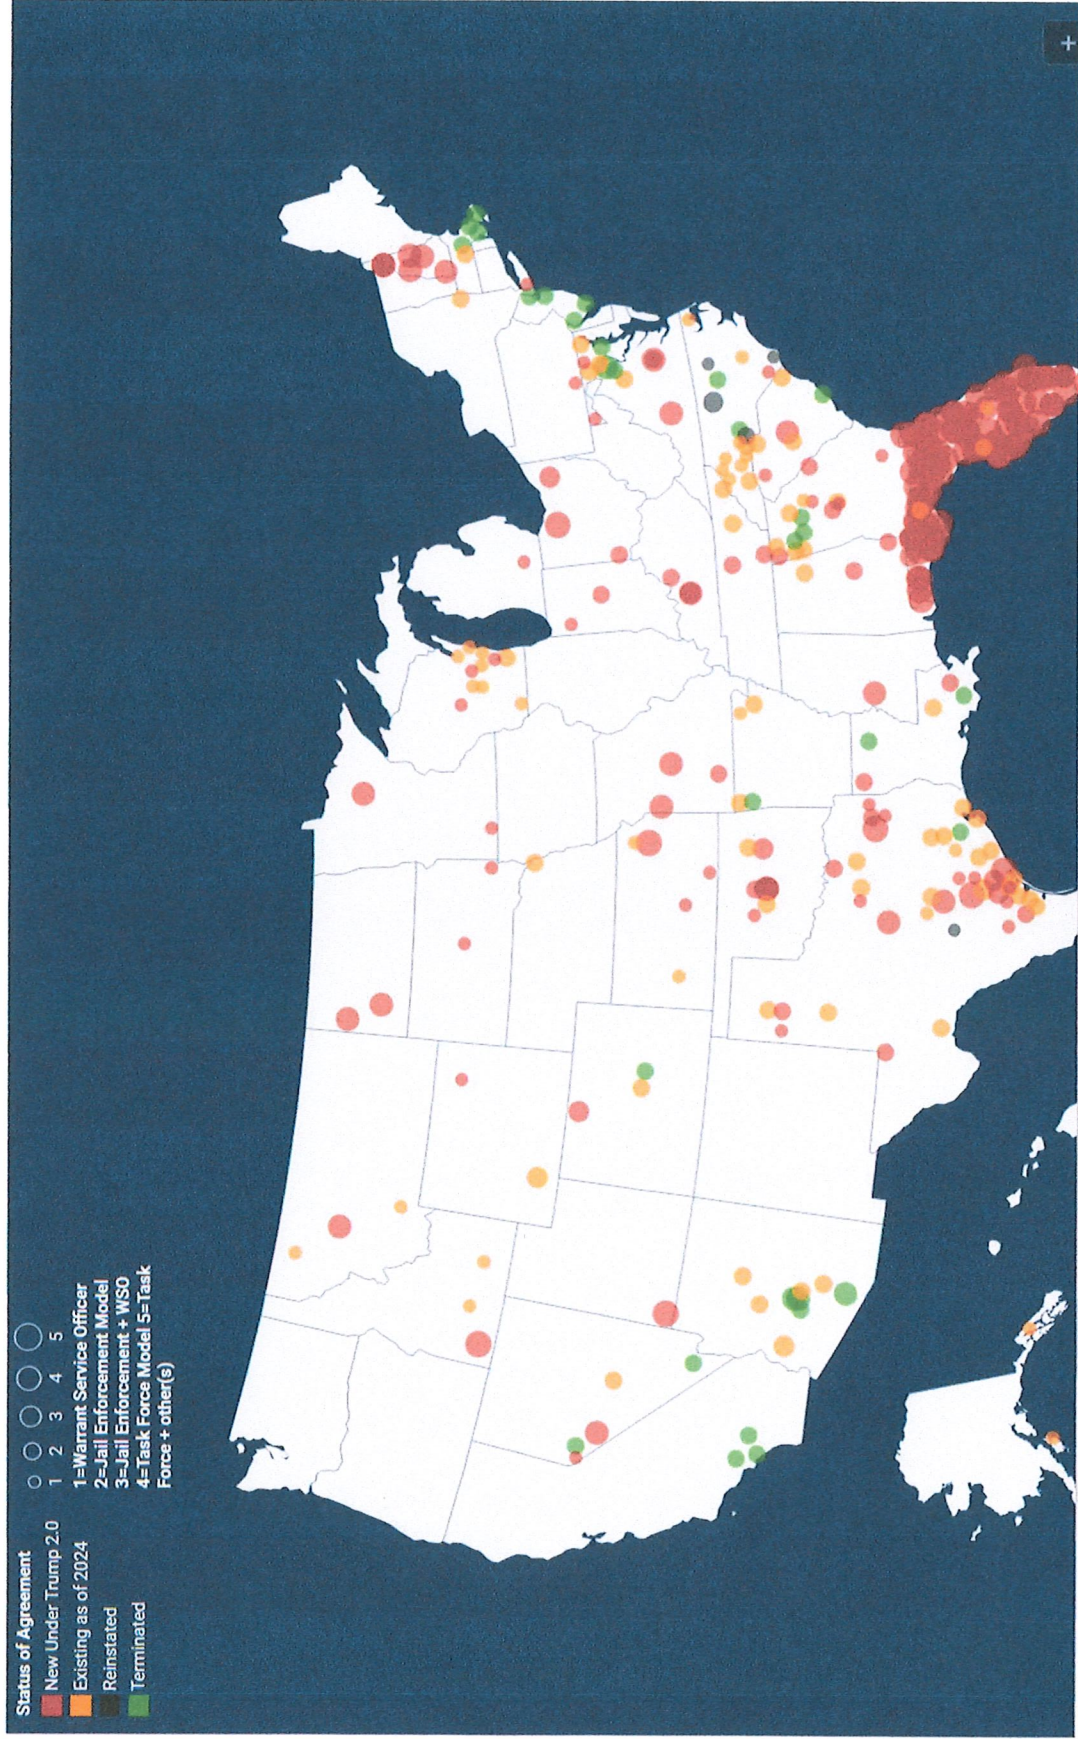 Status of Agreement
New Under Trump 2.0
Existing as of 2024
Reinstated
Terminated
1 2 3 4 5
1=Warrant Service Officer
2=Jail Enforcement Model
3=Jail Enforcement + WSO
4=Task Force Model 5=Task
Force + other(s)
+